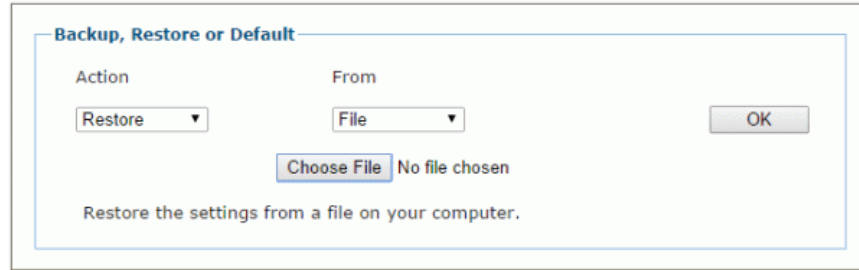 Backup, Restore or Default
Action From
Restore File OK
Choose File No file chosen
Restore the settings from a file on your computer.